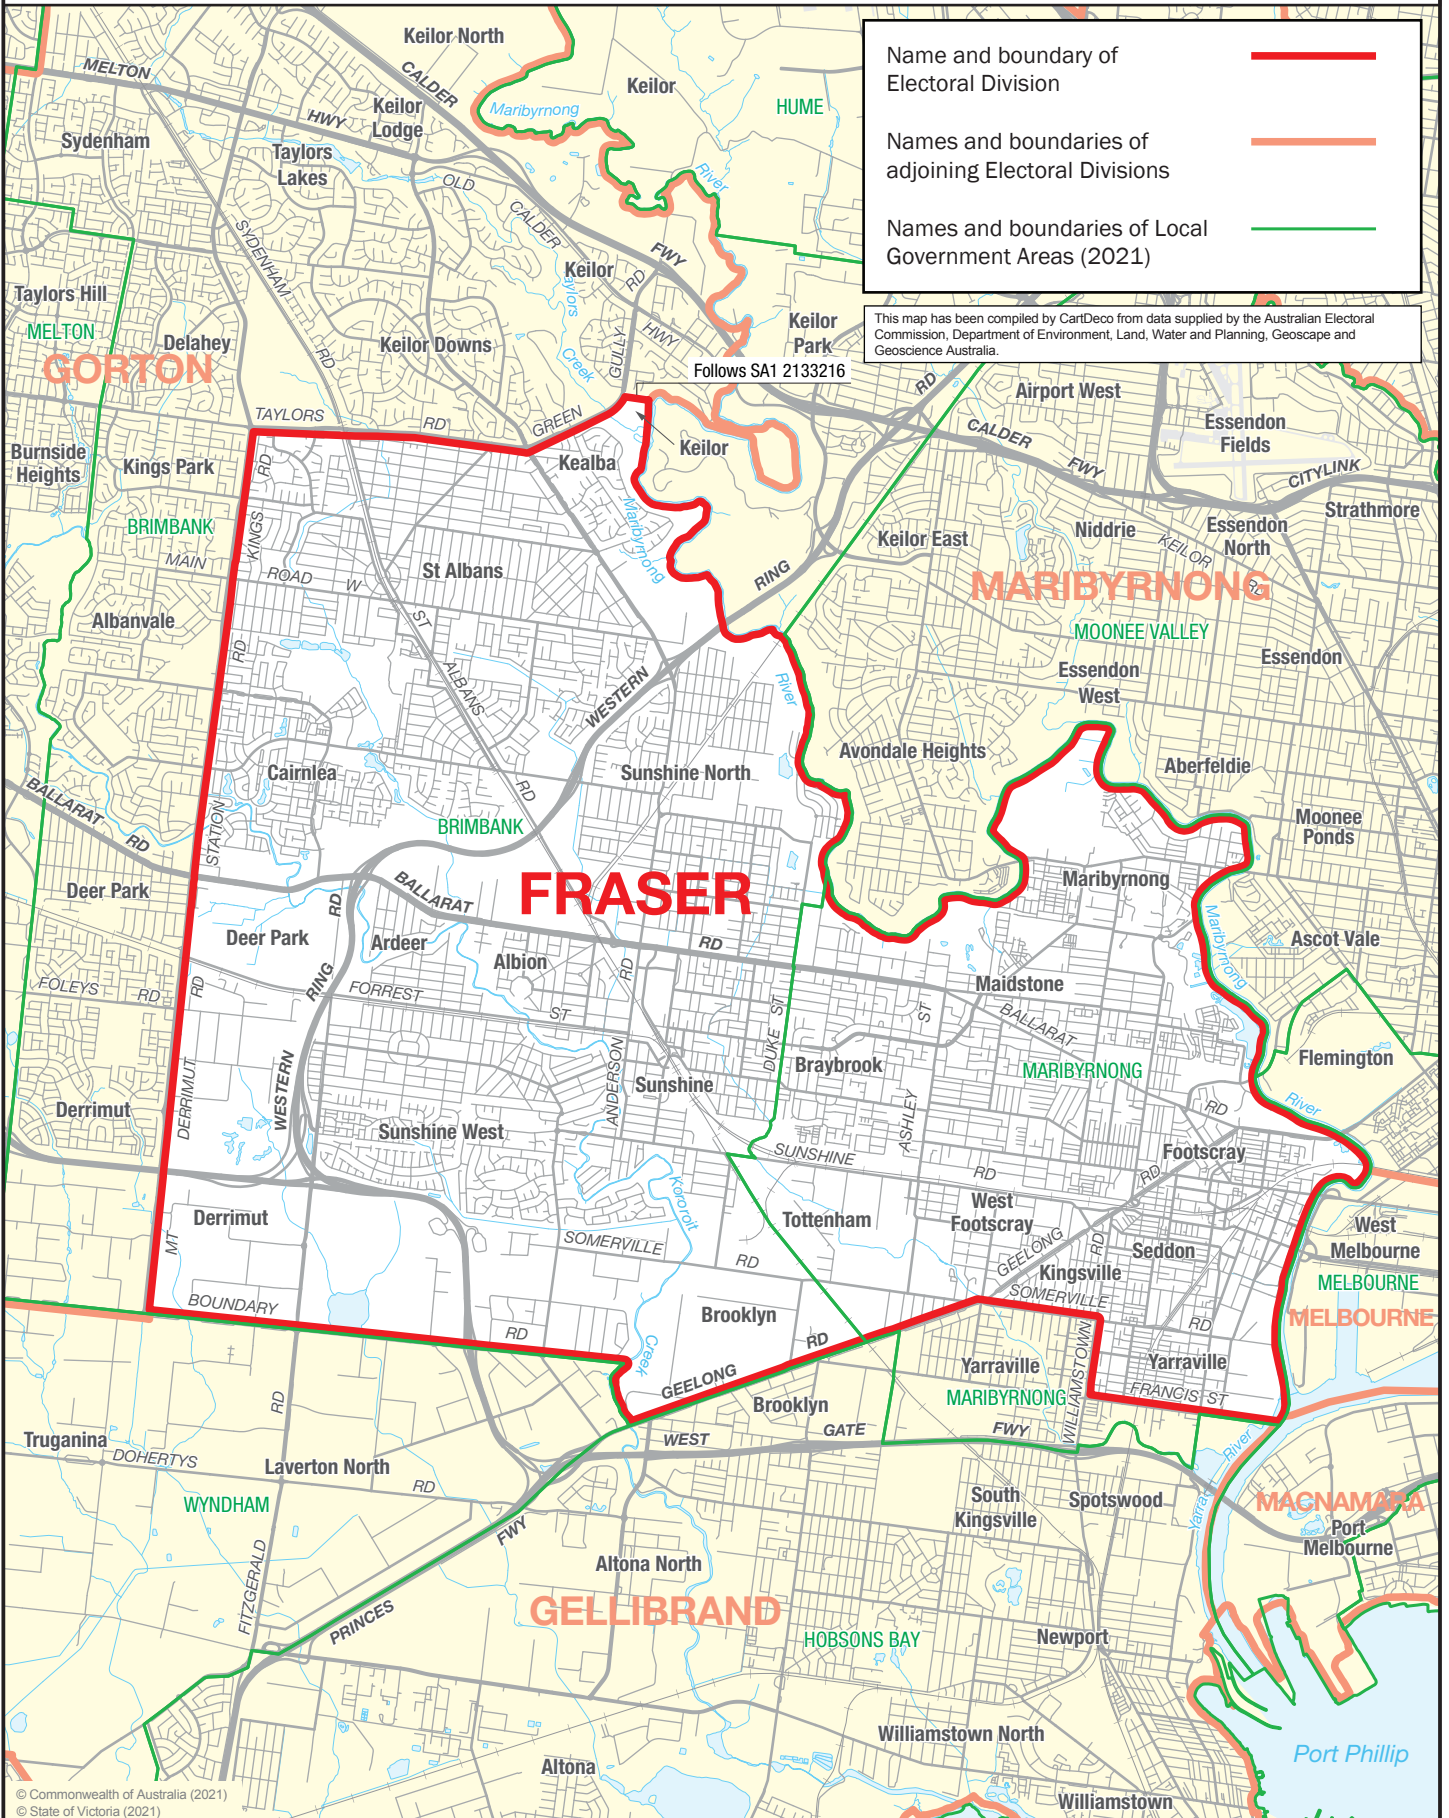 Name and boundary of
Electoral Division
Names and boundaries of
adjoining Electoral Divisions
Names and boundaries of Local
Government Areas (2021)
This map has been compiled by CartDeco from data supplied by the Australian Electoral
Commission, Department of Environment, Land, Water and Planning, Geoscape and
Geoscience Australia.
Keilor North
MELTON
HWY
CALDER
Keilor
HUME
Maribyrnong
River
Keilor
Lodge
Sydenham
Taylors
Lakes
OLD
CALDER
FWY
SYDENHAM
RD
Keilor
RD
Taylors
Creek
GULLY
HWY
Taylors Hill
MELTON
Delahey
GORTON
Keilor Downs
Keilor
Park
Follows SA1 2133216
RD
Airport West
TAYLORS
RD
GREEN
Keilor
Kealba
CALDER
FWY
Essendon
Fields
CITYLINK
Burnside
Heights
Kings Park
RD
KINGS
BRIMBANK
MAIN
ROAD
W
St Albans
Maribyrnong
RING
Keilor East
Niddrie
KEILOR
RD
Essendon
North
Strathmore
MARIBYRNONG
MOONEE VALLEY
Albanvale
RD
ST
ALBANS
RD
WESTERN
River
Essendon
West
Essendon
Avondale Heights
Aberfeldie
Cairnlea
Sunshine North
BALLARAT
RD
STATION
BRIMBANK
Moonee
Ponds
FRASER
Deer Park
RD
BALLARAT
RD
Maribyrnong
Deer Park
Ardeer
Albion
RD
Maribyrnong
Ascot Vale
FOLEYS
RD
RD
RING
FORREST
ST
DUKE ST
ST
Maidstone
BALLARAT
Braybrook
MARIBYRNONG
Flemington
River
RD
Derrimut
DERRIMUT
WESTERN
ANDERSON
Sunshine
Sunshine West
ASHLEY
SUNSHINE
RD
Footscray
RD
Kororoit
Derrimut
MT
SOMERVILLE
RD
Tottenham
West
Footscray
GEELONG
RD
Seddon
West
Melbourne
MELBOURNE
MELBOURNE
Kingsville
SOMERVILLE
RD
BOUNDARY
RD
Creek
Brooklyn
GEELONG
RD
Yarraville
MARIBYRNONG
WILLIAMSTOWN
Yarraville
FRANCIS ST
Brooklyn
RD
Truganina
DOHERTYS
Laverton North
RD
WYNDHAM
WEST
GATE
FWY
River
Yarra
South
Kingsville
Spotswood
MACNAMARA
Port
Melbourne
FWY
Altona North
FITZGERALD
PRINCES
GELLIBRAND
HOBSONS BAY
Newport
Williamstown North
Altona
Port Phillip
Williamstown
© Commonwealth of Australia (2021)
© State of Victoria (2021)